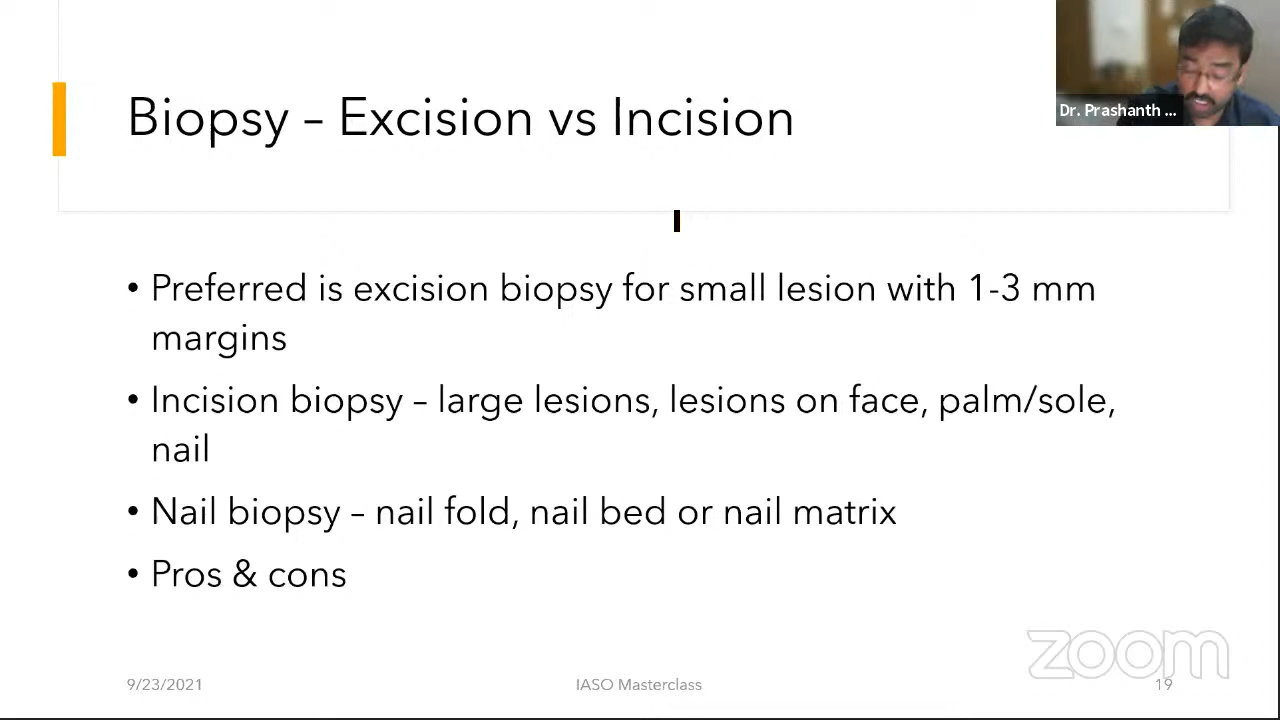 Dr. Prashanth ...
Biopsy – Excision vs Incision
• Preferred is excision biopsy for small lesion with 1-3 mm
margins
• Incision biopsy – large lesions, lesions on face, palm/sole,
nail
• Nail biopsy – nail fold, nail bed or nail matrix
• Pros & cons
zoom
9/23/2021
IASO Masterclass
19